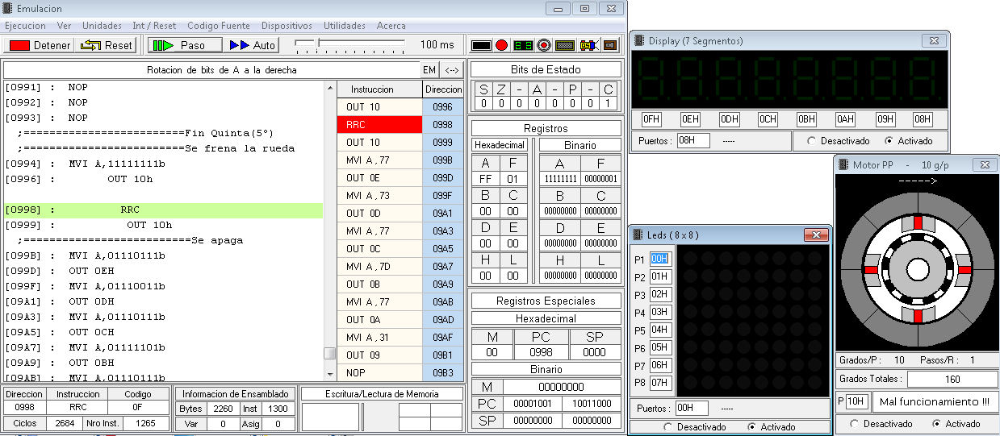 Emulacion
Ejecucion Ver Unidades Int / Reset Codigo Fuente Dispositivos Utilidades Acerca
Detener Reset Paso Auto 100 ms
Rotacion de bits de A a la derecha EM <-->
[0991] : NOP
[0992] : NOP
[0993] : NOP
;=========================Fin Quinta(5°)
;=========================Se frena la rueda
[0994] : MVI A,11111111b
[0996] : OUT 10h
[0998] : RRC
[0999] : OUT 10h
;==========================Se apaga
[099B] : MVI A,01110111b
[099D] : OUT 0EH
[099F] : MVI A,01110011b
[09A1] : OUT 0DH
[09A3] : MVI A,01110111b
[09A5] : OUT 0CH
[09A7] : MVI A,01111101b
[09A9] : OUT 0BH
[09AB] : MVI A,01110111b
Instruccion Direccion
OUT 10 0996
RRC 0998
OUT 10 0999
MVI A,77 099B
OUT 0E 099D
MVI A,73 099F
OUT 0D 09A1
MVI A,77 09A3
OUT 0C 09A5
MVI A,7D 09A7
OUT 0B 09A9
MVI A,77 09AB
OUT 0A 09AD
MVI A,31 09AF
OUT 09 09B1
NOP 09B3
Direccion Instruccion Codigo
0998 RRC 0F
Ciclos 2684 Nro Inst. 1265
Informacion de Ensamblado
Bytes 2260 Inst 1300
Var 0 Asig 0
Escritura/Lectura de Memoria
Bits de Estado
S Z - A - P - C
0 0 0 0 0 0 0 1
Registros
Hexadecimal Binario
A F A F
FF 01 11111111 00000001
B C B C
00 00 00000000 00000000
D E D E
00 00 00000000 00000000
H L H L
00 00 00000000 00000000
Registros Especiales
Hexadecimal
M PC SP
00 0998 0000
Binario
M 00000000
PC 00001001 10011000
SP 00000000 00000000
Display (7 Segmentos)
0FH 0EH 0DH 0CH 0BH 0AH 09H 08H
Puertos : 08H ----- Desactivado Activado
Leds ( 8 x 8 )
P1 00H
P2 01H
P3 02H
P4 03H
P5 04H
P6 05H
P7 06H
P8 07H
Puertos : 00H -----
Desactivado Activado
Motor PP - 10 g/p
----->
Grados/P : 10 Pasos/R : 1
Grados Totales : 160
P 10H Mal funcionamiento !!!
Desactivado Activado